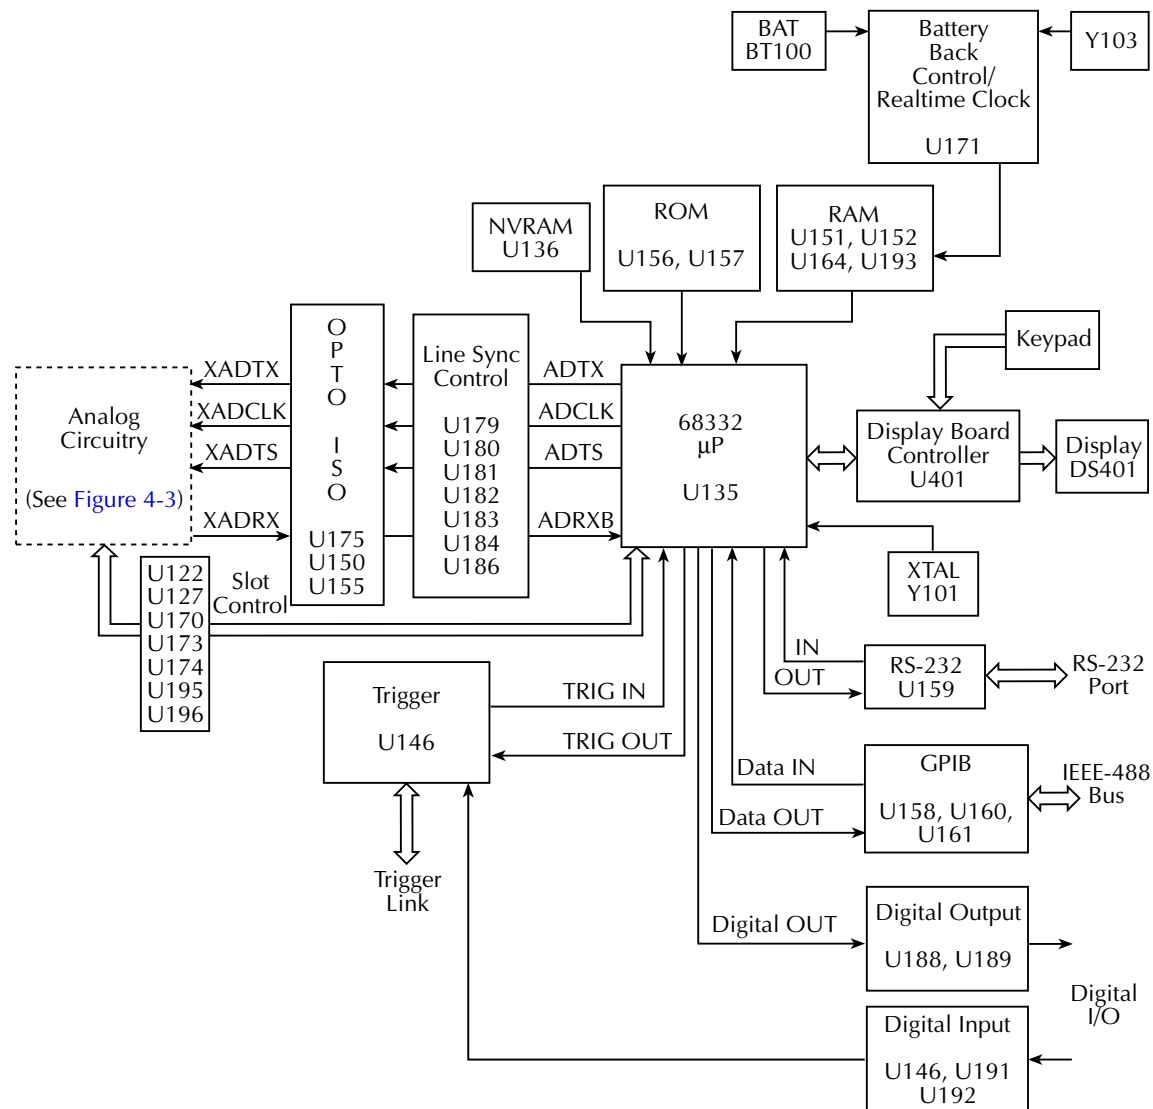 BAT
BT100
Battery
Back
Control/
Realtime Clock
U171
Y103
NVRAM
U136
ROM
U156, U157
RAM
U151, U152
U164, U193
Keypad
Analog
Circuitry
(See Figure 4-3)
XADTX
XADCLK
XADTS
XADRX
O
P
T
O
I
S
O
U175
U150
U155
Line Sync
Control
U179
U180
U181
U182
U183
U184
U186
ADTX
ADCLK
ADTS
ADRXB
68332
µP
U135
Display Board
Controller
U401
Display
DS401
XTAL
Y101
U122
U127
U170
U173
U174
U195
U196
Slot
Control
IN
OUT
RS-232
U159
RS-232
Port
Trigger
U146
TRIG IN
TRIG OUT
Data IN
Data OUT
GPIB
U158, U160,
U161
IEEE-488
Bus
Trigger
Link
Digital OUT
Digital Output
U188, U189
Digital
I/O
Digital Input
U146, U191
U192